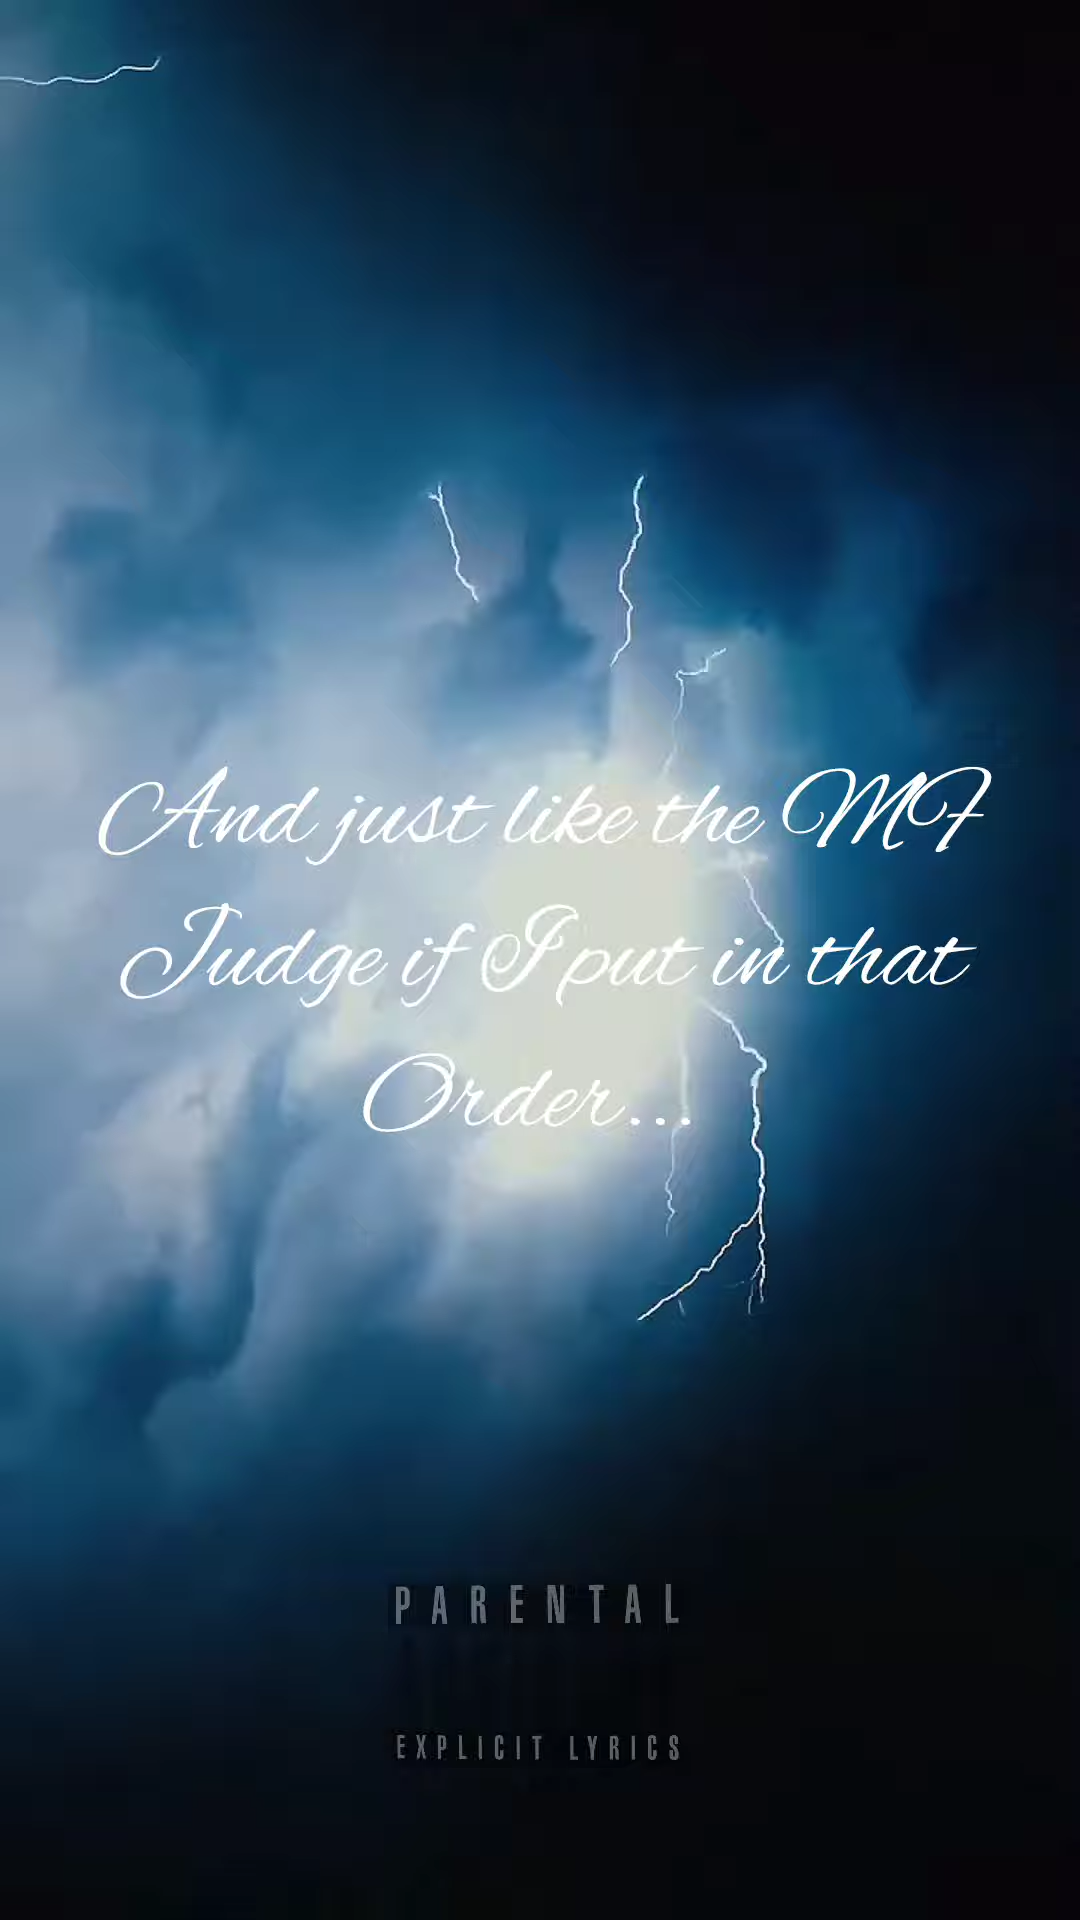 And just like the MF
Judge if I put in that
Order...
PARENTAL
EXPLICIT LYRICS